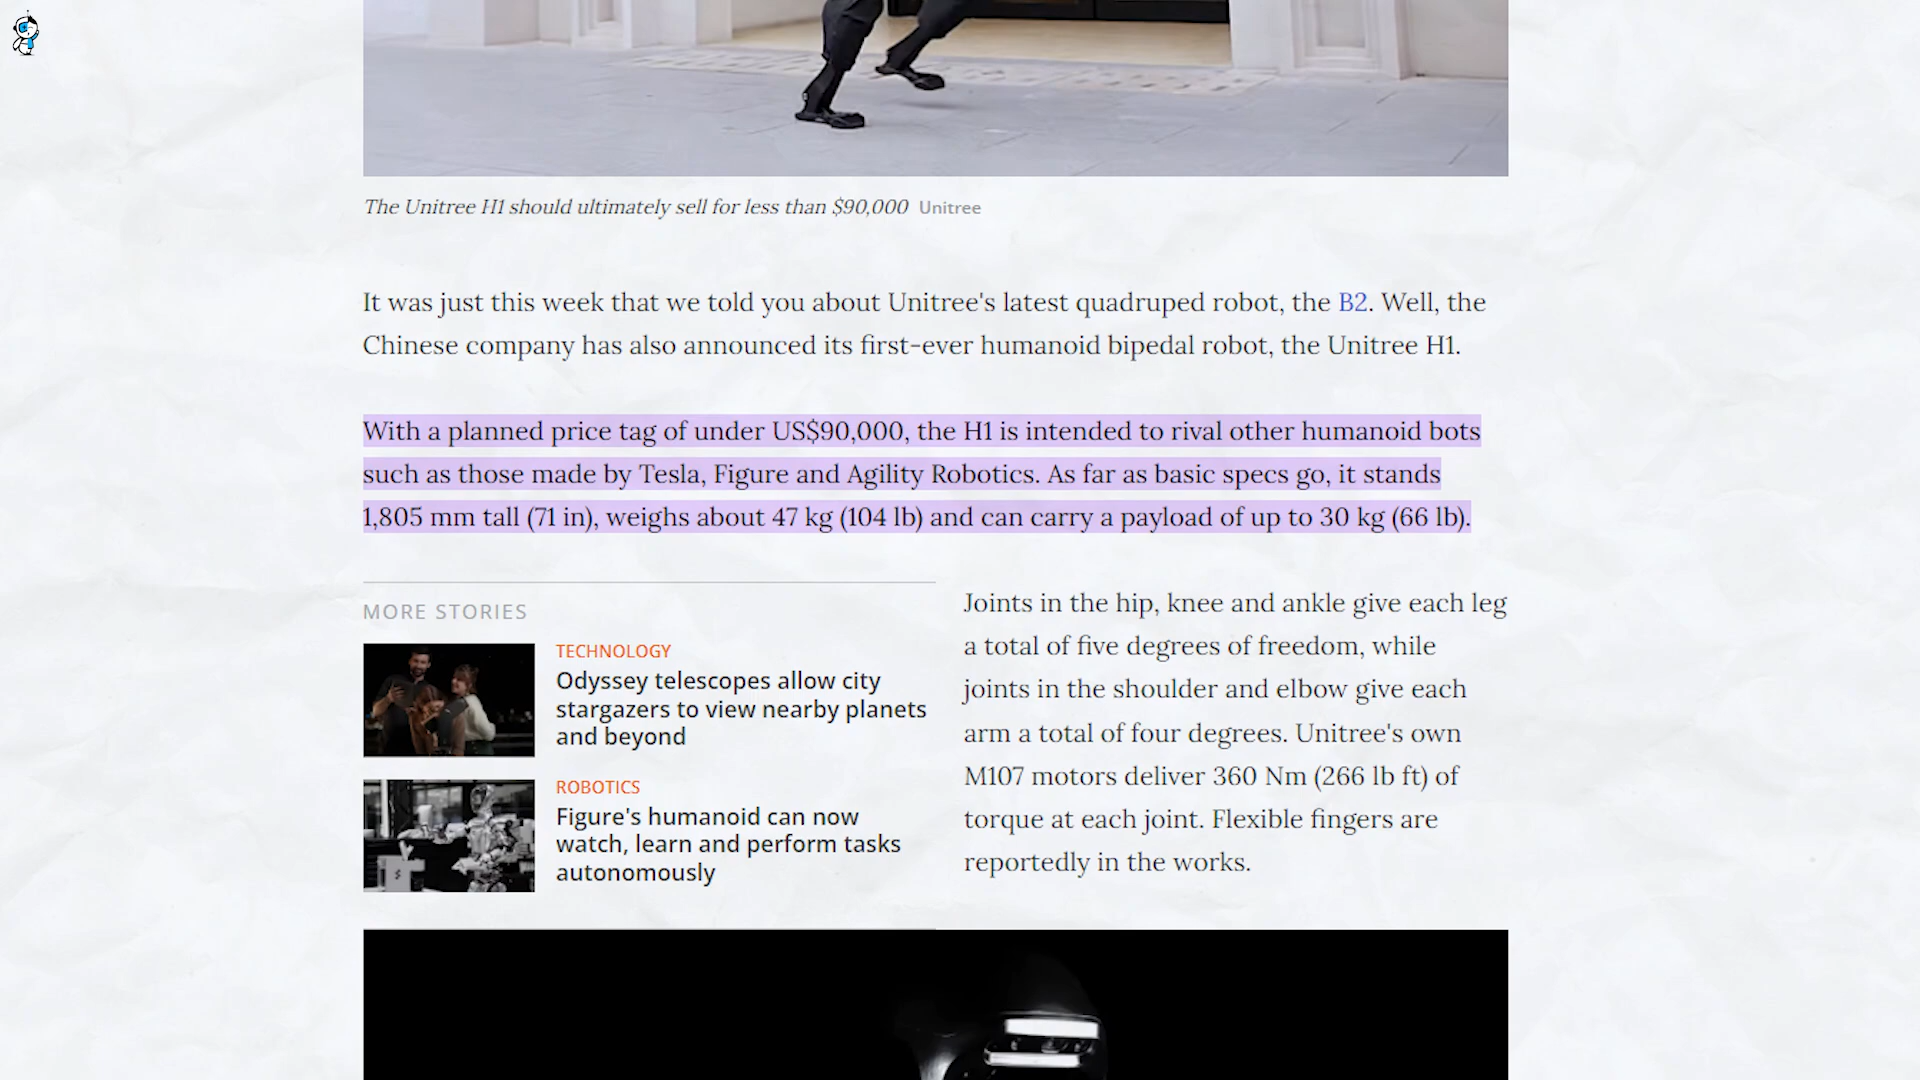 The Unitree H1 should ultimately sell for less than $90,000 Unitree
It was just this week that we told you about Unitree's latest quadruped robot, the B2. Well, the
Chinese company has also announced its first-ever humanoid bipedal robot, the Unitree H1.
With a planned price tag of under US$90,000, the H1 is intended to rival other humanoid bots
such as those made by Tesla, Figure and Agility Robotics. As far as basic specs go, it stands
1,805 mm tall (71 in), weighs about 47 kg (104 lb) and can carry a payload of up to 30 kg (66 lb).
MORE STORIES
TECHNOLOGY
Odyssey telescopes allow city
stargazers to view nearby planets
and beyond
ROBOTICS
Figure's humanoid can now
watch, learn and perform tasks
autonomously
Joints in the hip, knee and ankle give each leg
a total of five degrees of freedom, while
joints in the shoulder and elbow give each
arm a total of four degrees. Unitree's own
M107 motors deliver 360 Nm (266 lb ft) of
torque at each joint. Flexible fingers are
reportedly in the works.